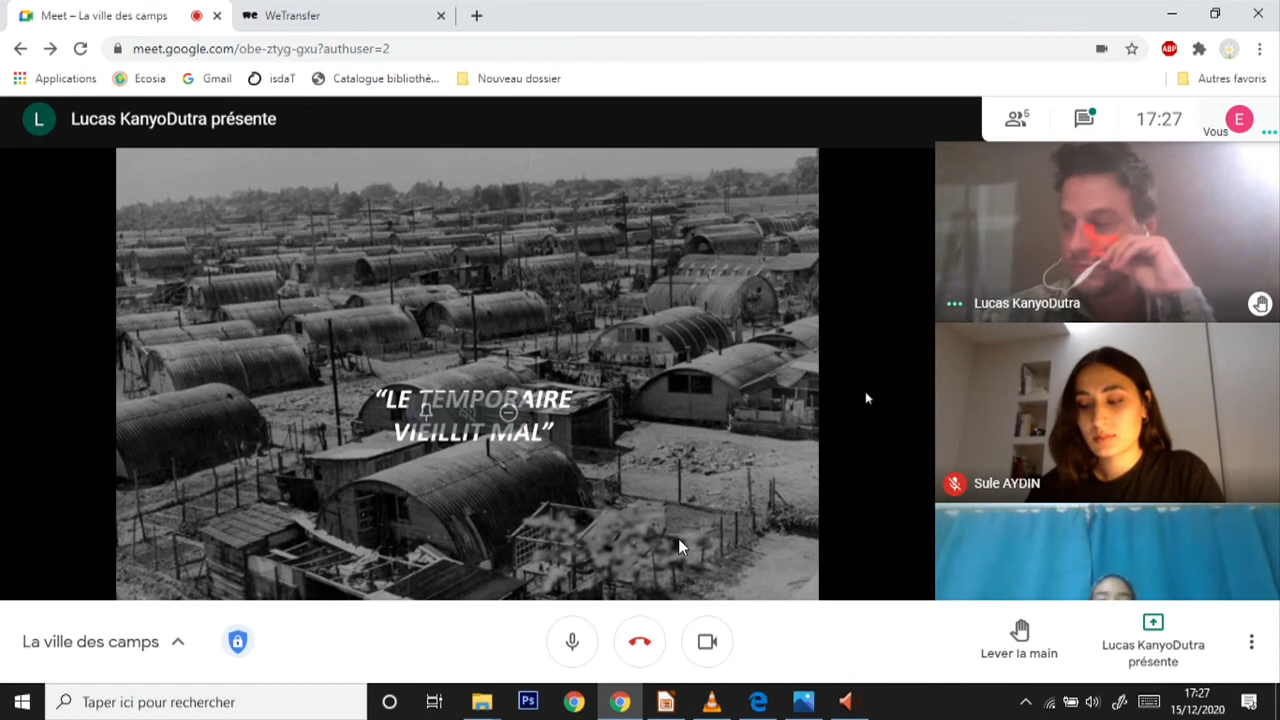 Meet – La ville des camps
WeTransfer
meet.google.com/obe-ztyg-gxu?authuser=2
ABP
Applications
Ecosia
Gmail
isdaT
Catalogue bibliothé...
Nouveau dossier
Autres favoris
L
Lucas KanyoDutra présente
5
17:27
Vous
E
“LE TEMPORAIRE
VIEILLIT MAL”
Lucas KanyoDutra
Sule AYDIN
La ville des camps
Lever la main
Lucas KanyoDutra
présente
Taper ici pour rechercher
Ps
17:27
15/12/2020